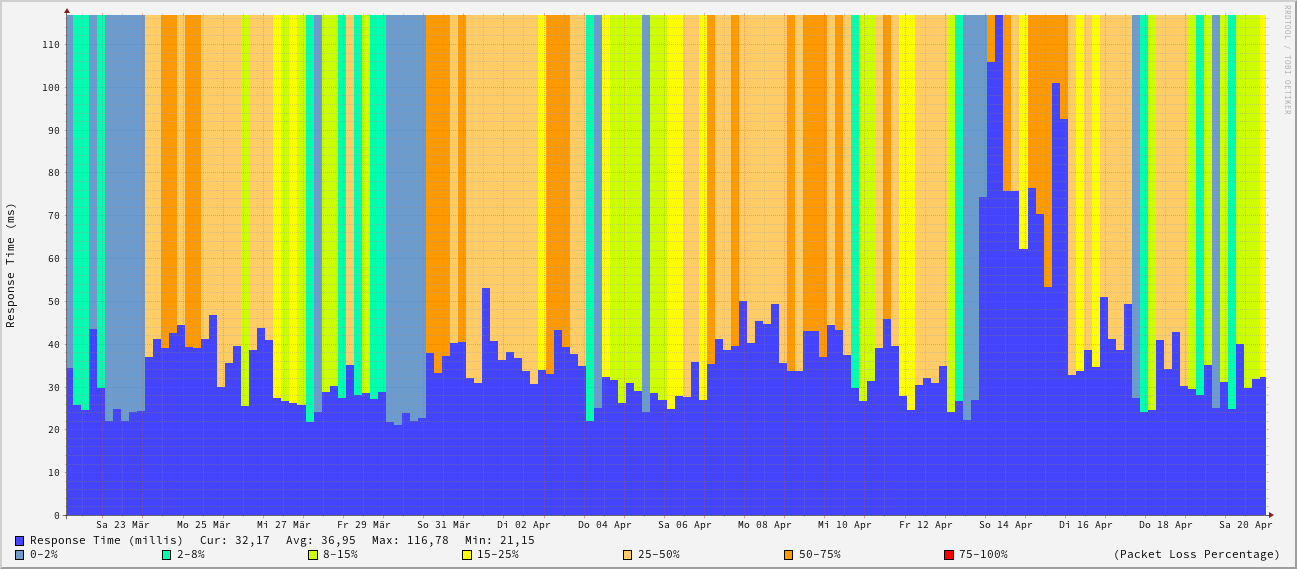 RRDTOOL / TOBI OETIKER
Response Time (ms)
110
100
90
80
70
60
50
40
30
20
10
0
Sa 23 Mär Mo 25 Mär Mi 27 Mär Fr 29 Mär So 31 Mär Di 02 Apr Do 04 Apr Sa 06 Apr Mo 08 Apr Mi 10 Apr Fr 12 Apr So 14 Apr Di 16 Apr Do 18 Apr Sa 20 Apr
Response Time (millis) Cur: 32,17 Avg: 36,95 Max: 116,78 Min: 21,15
0-2% 2-8% 8-15% 15-25% 25-50% 50-75% 75-100% (Packet Loss Percentage)